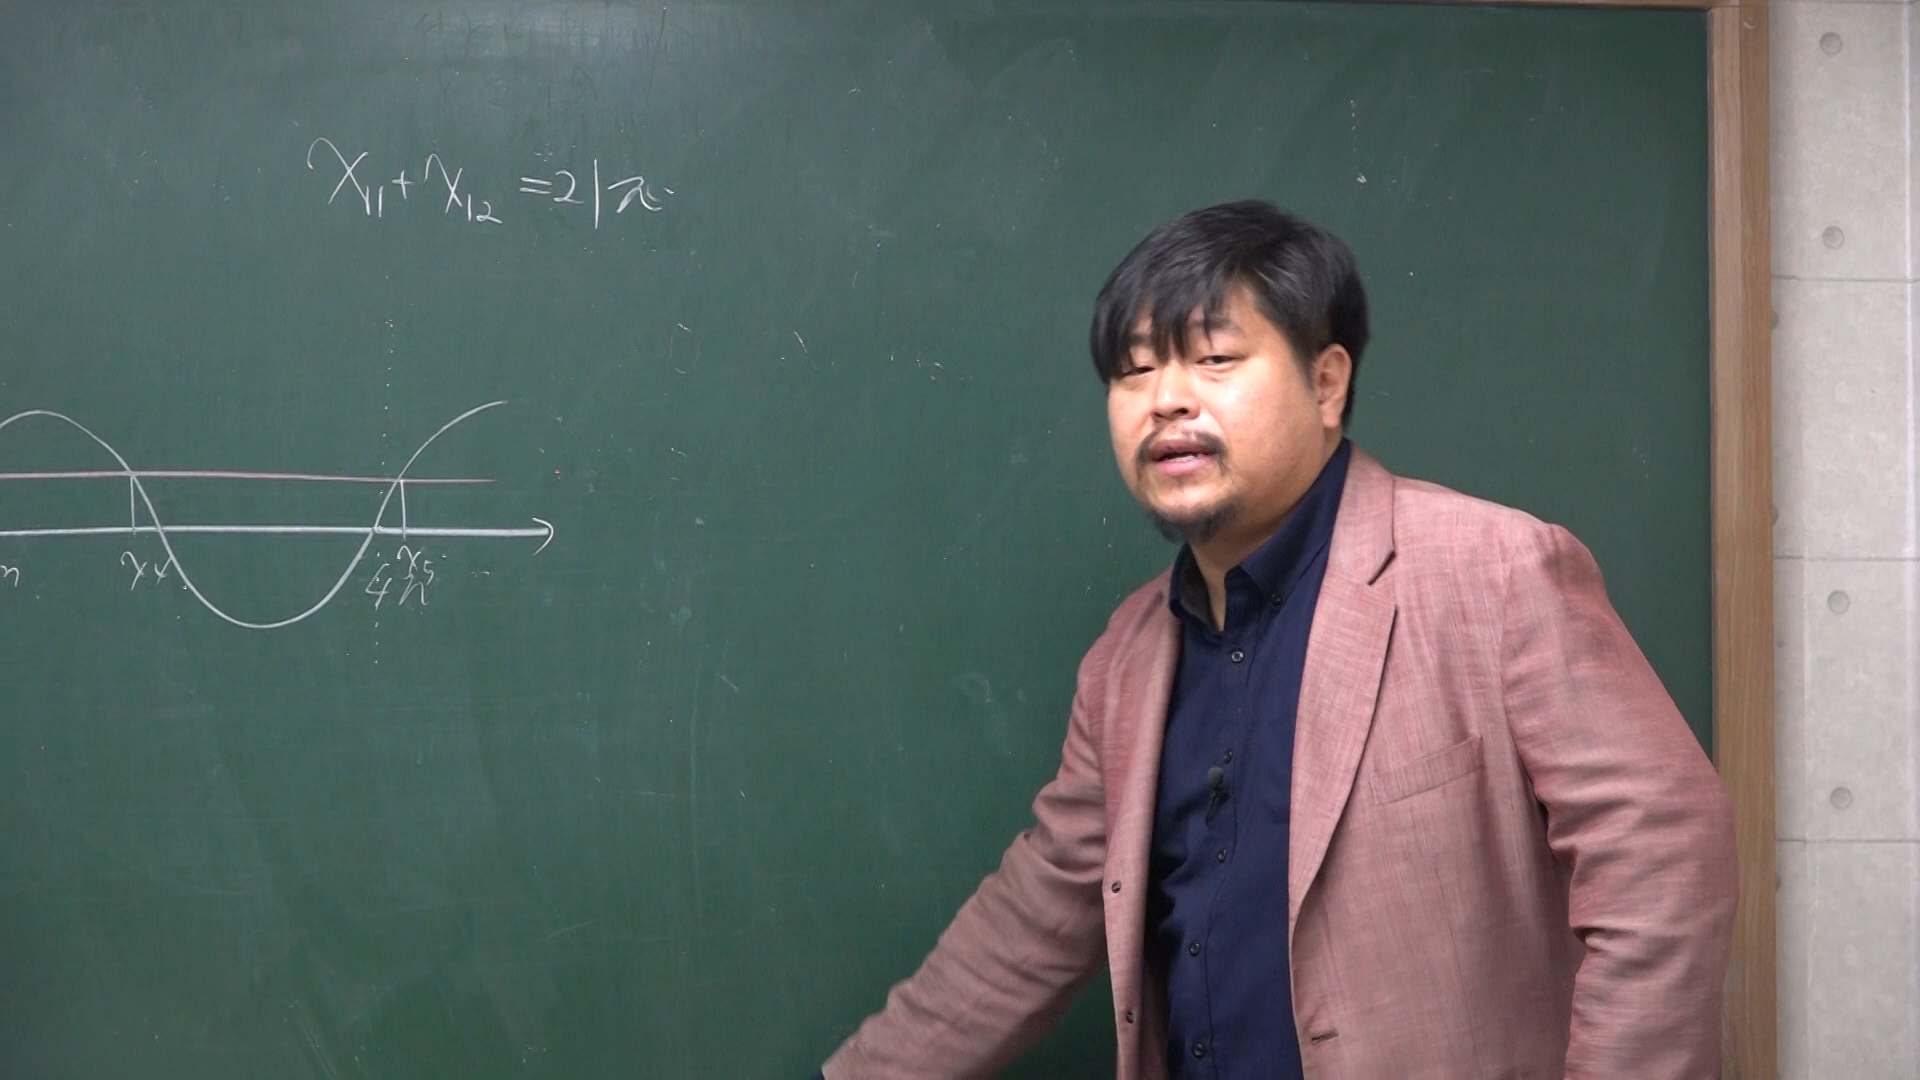 x₁₁ + x₁₂ = 21π
x₄ x₅
4π